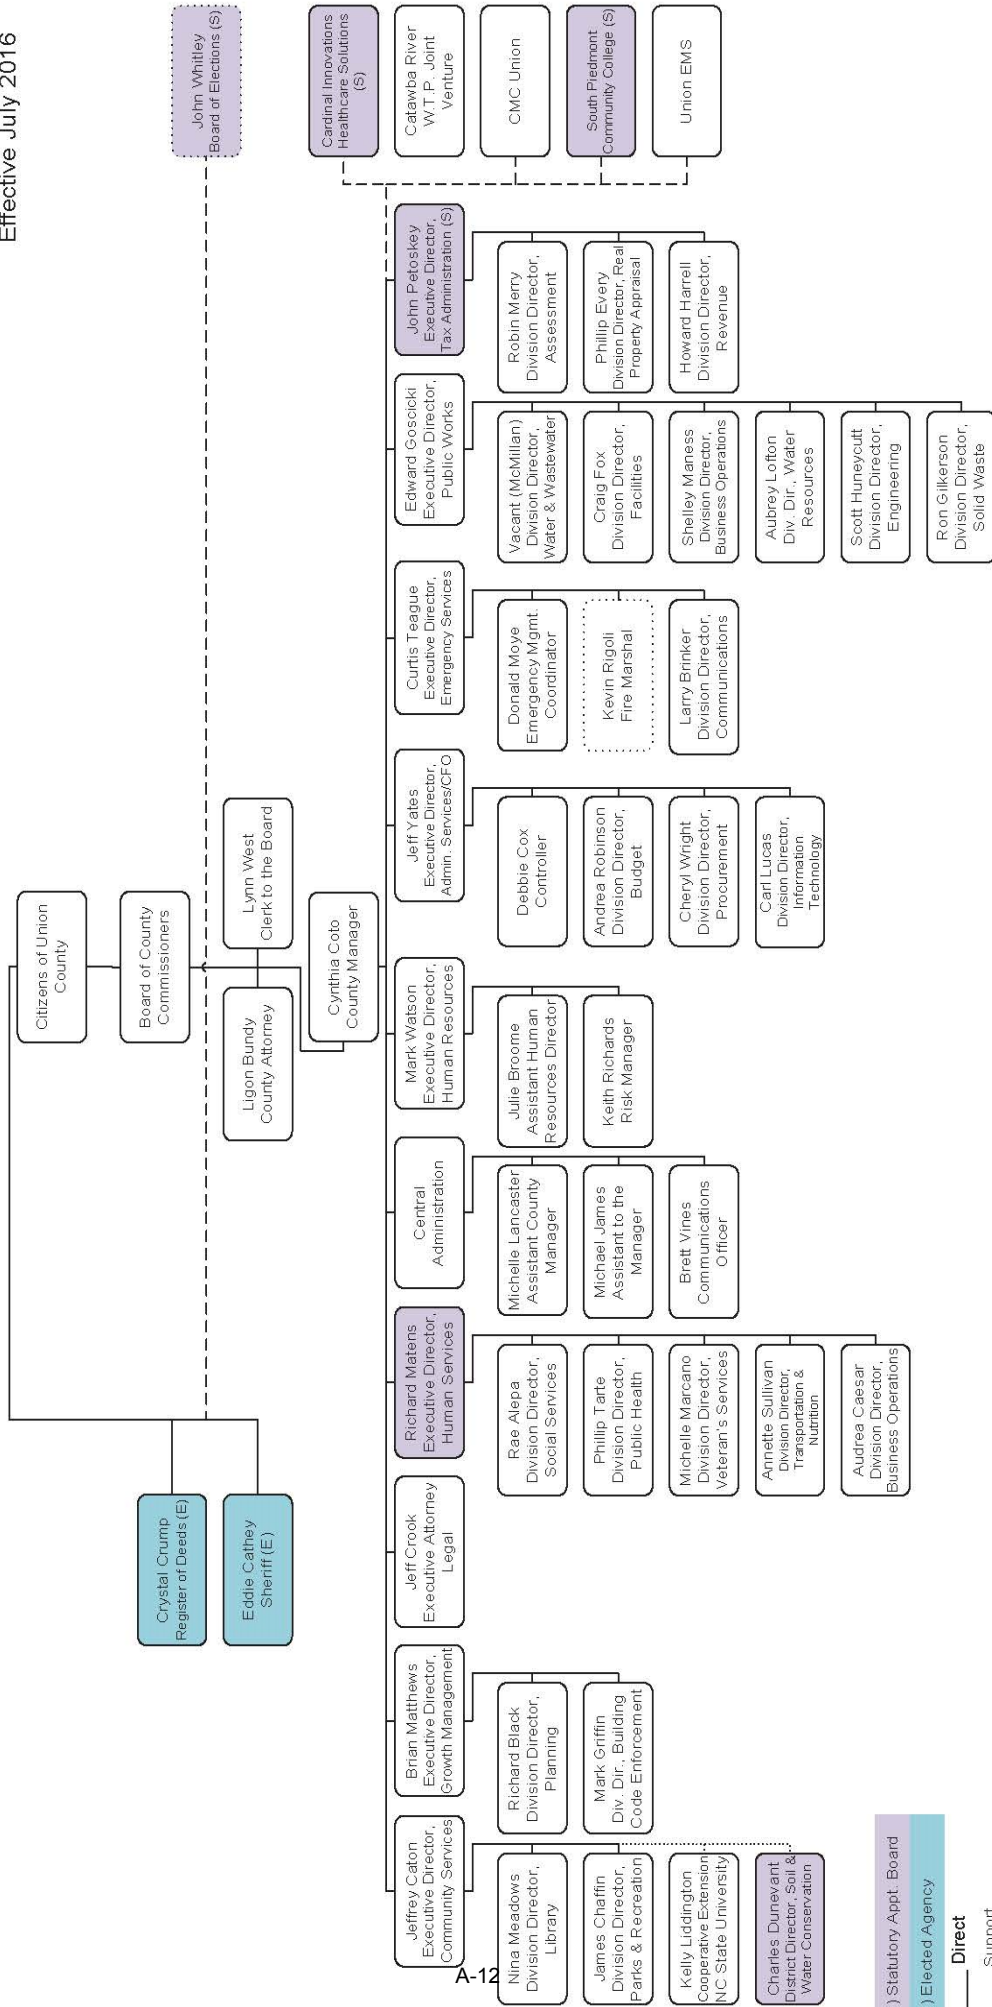 Effective July 2016
Citizens of Union
County
Board of County
Commissioners
Crystal Crump
Register of Deeds (E)
Eddie Cathey
Sheriff (E)
John Whitley
Board of Elections (S)
Ligon Bundy
County Attorney
Lynn West
Clerk to the Board
Cynthia Coto
County Manager
Cardinal Innovations
Healthcare Solutions
(S)
Catawba River
W.T.P. Joint
Venture
CMC Union
South Piedmont
Community College (S)
Union EMS
Jeffrey Caton
Executive Director,
Community Services
Nina Meadows
Division Director,
Library
James Chaffin
Division Director,
Parks & Recreation
Kelly Liddington
Cooperative Extension
NC State University
Charles Dunevant
District Director, Soil &
Water Conservation
Brian Matthews
Executive Director,
Growth Management
Richard Black
Division Director,
Planning
Mark Griffin
Div. Dir., Building
Code Enforcement
Jeff Crook
Executive Attorney
Legal
Richard Matens
Executive Director,
Human Services
Rae Alepa
Division Director,
Social Services
Phillip Tarte
Division Director,
Public Health
Michelle Marcano
Division Director,
Veteran's Services
Annette Sullivan
Division Director,
Transportation &
Nutrition
Audrea Caesar
Division Director,
Business Operations
Central
Administration
Michelle Lancaster
Assistant County
Manager
Michael James
Assistant to the
Manager
Brett Vines
Communications
Officer
Mark Watson
Executive Director,
Human Resources
Julie Broome
Assistant Human
Resources Director
Keith Richards
Risk Manager
Jeff Yates
Executive Director,
Admin. Services/CFO
Debbie Cox
Controller
Andrea Robinson
Division Director,
Budget
Cheryl Wright
Division Director,
Procurement
Carl Lucas
Division Director,
Information
Technology
Curtis Teague
Executive Director,
Emergency Services
Donald Moye
Emergency Mgmt.
Coordinator
Kevin Rigoli
Fire Marshal
Larry Brinker
Division Director,
Communications
Edward Goscicki
Executive Director,
Public Works
Vacant (McMillan)
Division Director,
Water & Wastewater
Craig Fox
Division Director,
Facilities
Shelley Maness
Division Director,
Business Operations
Aubrey Lofton
Div. Dir., Water
Resources
Scott Huneycutt
Division Director,
Engineering
Ron Gilkerson
Division Director,
Solid Waste
John Petoskey
Executive Director,
Tax Administration (S)
Robin Merry
Division Director,
Assessment
Phillip Every
Division Director, Real
Property Appraisal
Howard Harrell
Division Director,
Revenue
) Statutory Appt. Board
) Elected Agency
Direct
Support
A-12